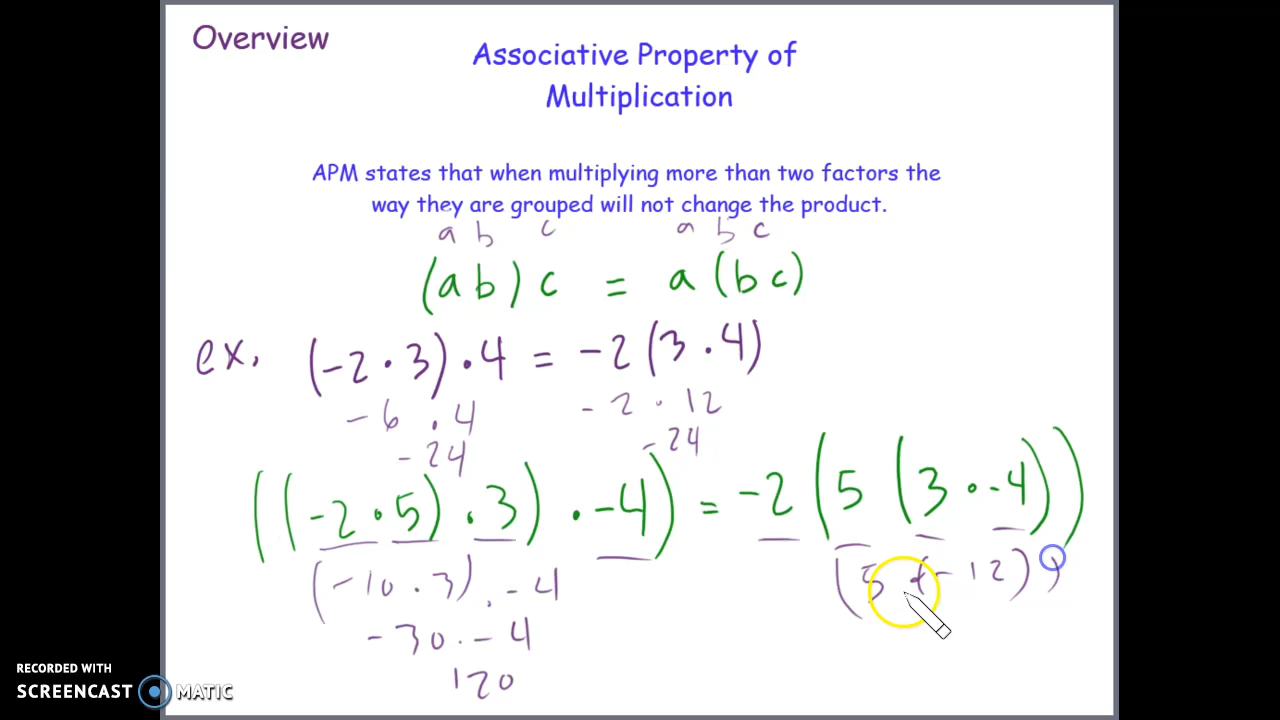 Overview
Associative Property of
Multiplication
APM states that when multiplying more than two factors the
way they are grouped will not change the product.
a b c a b c
(ab)c = a(bc)
ex. (-2·3)·4 = -2(3·4)
-6 .4 -2 · 12
-24 -24
((-2·5)·3)·-4) = -2(5(3·-4))
(-10·3).-4 (5(-12))
-30·-4
120
RECORDED WITH
SCREENCAST MATIC